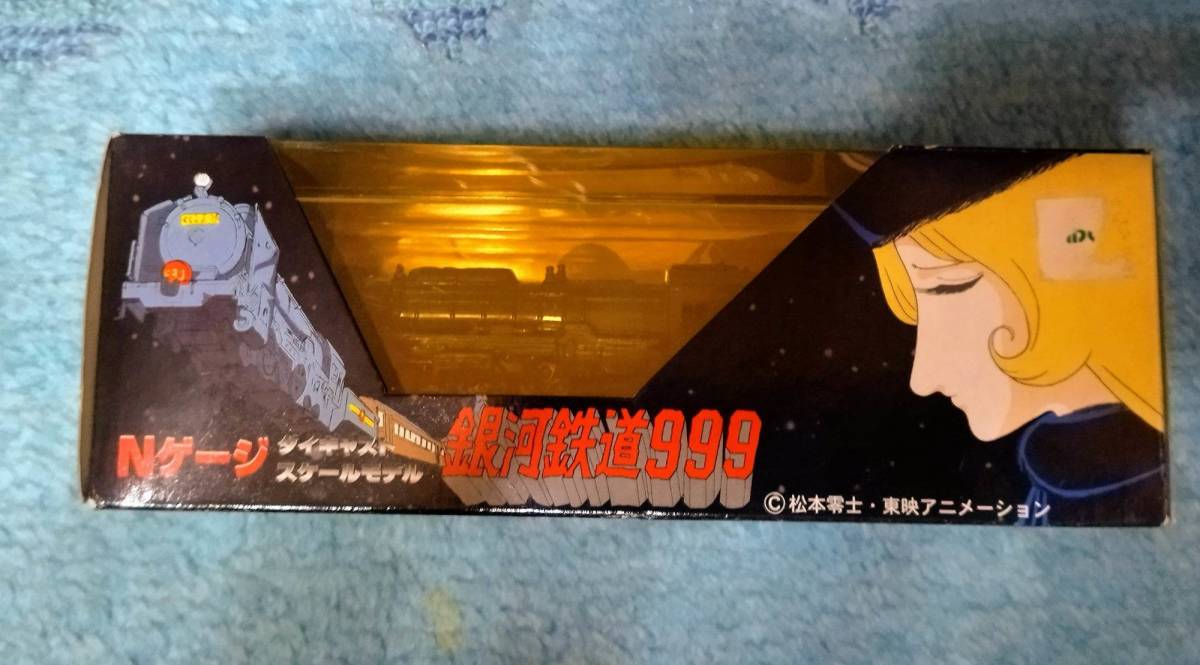 Nゲージ
ダイキャスト
スケールモデル
銀河鉄道999
©松本零士・東映アニメーション